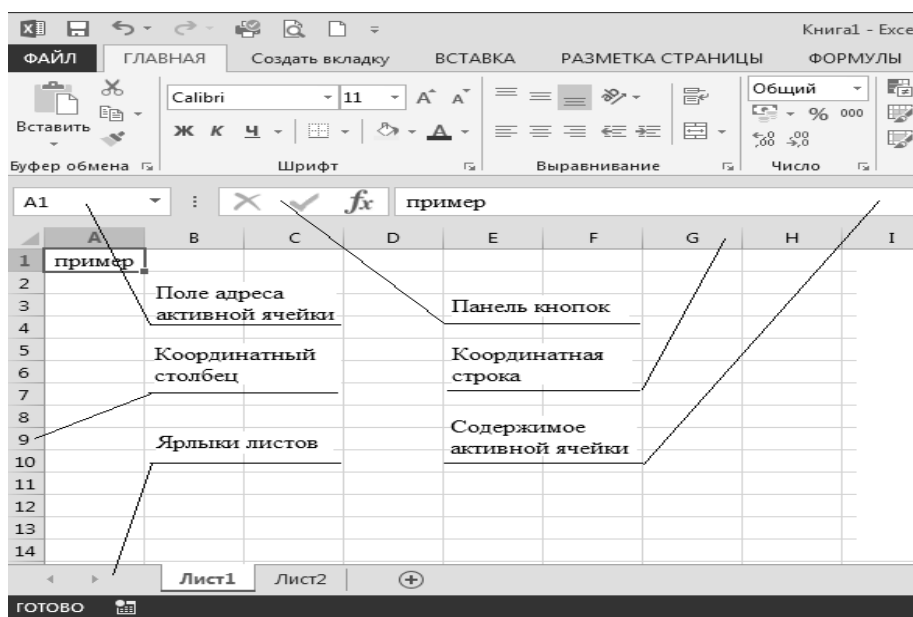 Книга1 - Exce
ФАЙЛ ГЛАВНАЯ Создать вкладку ВСТАВКА РАЗМЕТКА СТРАНИЦЫ ФОРМУЛЫ
Calibri 11 A A Общий
Вставить Ж К Ч А % 000
,00 ,0
Буфер обмена Шрифт Выравнивание Число
A1 fx пример
A B C D E F G H I
1 пример
2
3
4
5
6
7
8
9
10
11
12
13
14
Поле адреса
активной ячейки
Панель кнопок
Координатный
столбец
Координатная
строка
Ярлыки листов
Содержимое
активной ячейки
Лист1 Лист2
ГОТОВО